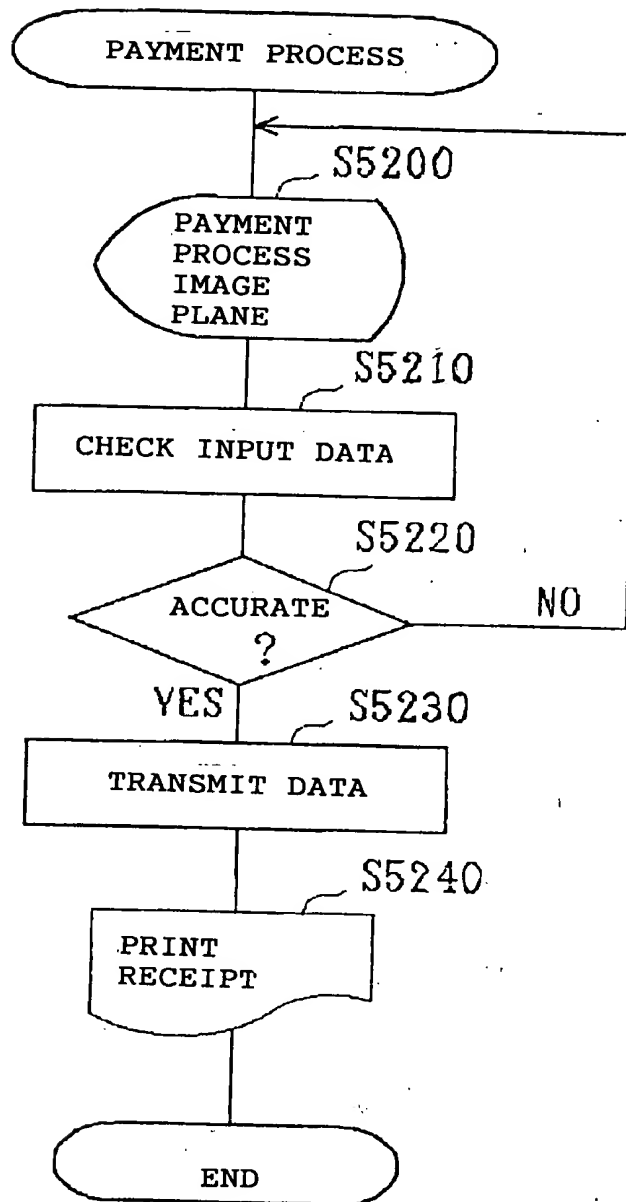 PAYMENT PROCESS
S5200
PAYMENT
PROCESS
IMAGE
PLANE
S5210
CHECK INPUT DATA
S5220
ACCURATE
?
NO
YES
S5230
TRANSMIT DATA
S5240
PRINT
RECEIPT
END